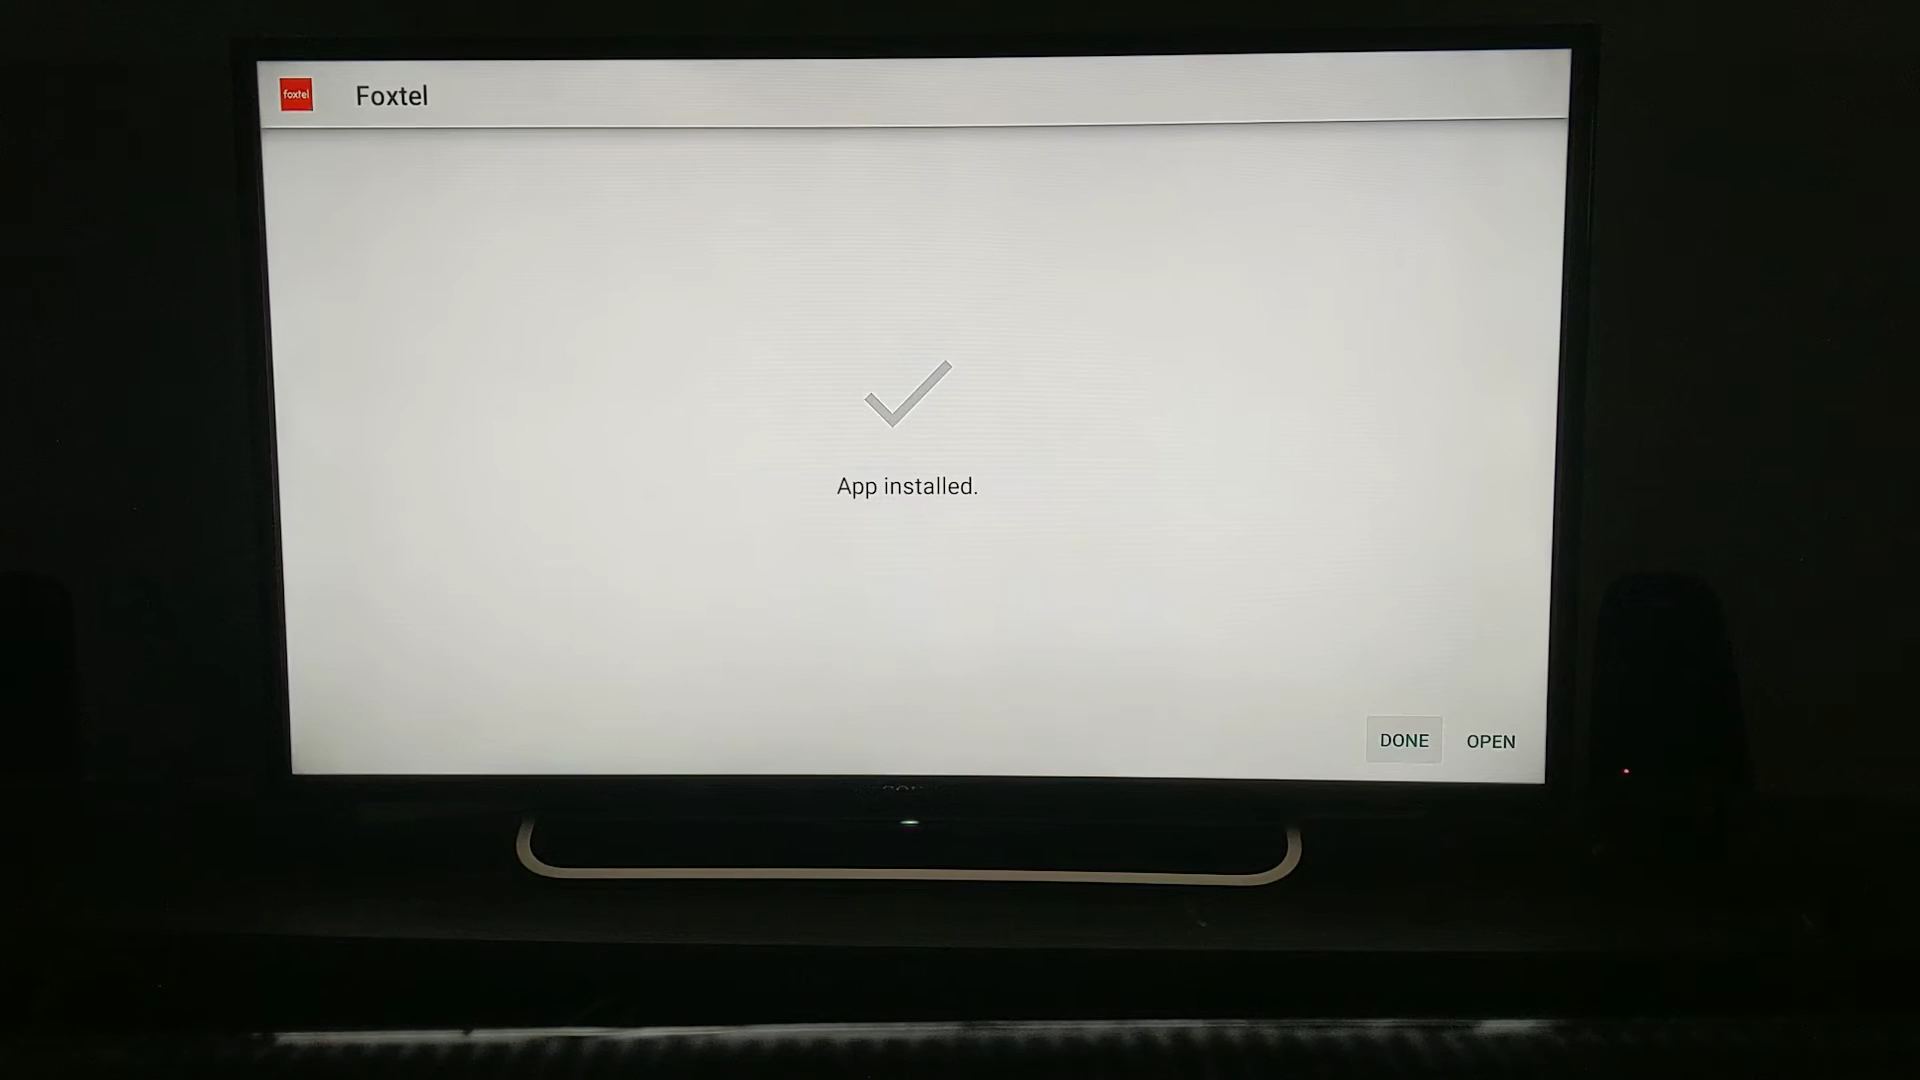 foxtel
Foxtel
App installed.
DONE
OPEN